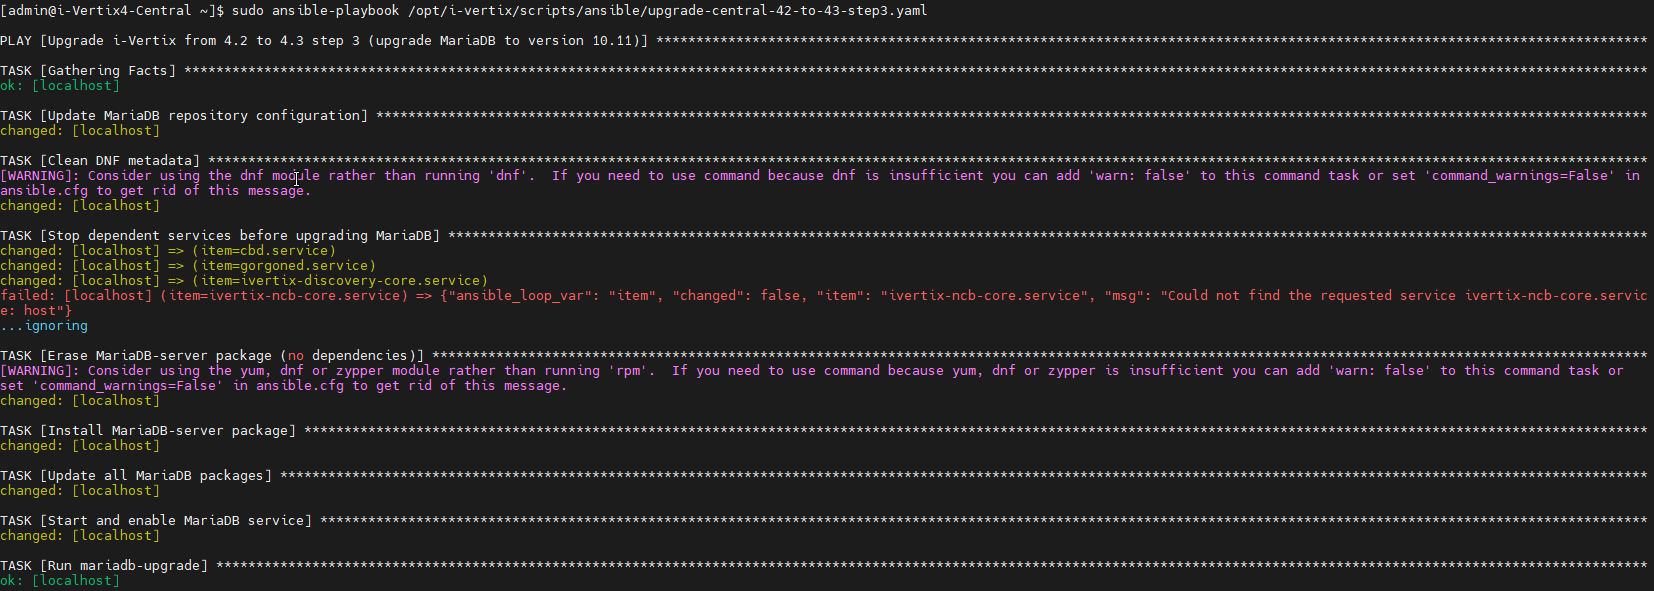 [admin@i-Vertix4-Central ~]$ sudo ansible-playbook /opt/i-vertix/scripts/ansible/upgrade-central-42-to-43-step3.yaml
PLAY [Upgrade i-Vertix from 4.2 to 4.3 step 3 (upgrade MariaDB to version 10.11)] ****************************************************************************************************************************
TASK [Gathering Facts] ***************************************************************************************************************************************************************************************
ok: [localhost]
TASK [Update MariaDB repository configuration] ***************************************************************************************************************************************************************
changed: [localhost]
TASK [Clean DNF metadata] ************************************************************************************************************************************************************************************
[WARNING]: Consider using the dnf module rather than running 'dnf'.  If you need to use command because dnf is insufficient you can add 'warn: false' to this command task or set 'command_warnings=False' in
ansible.cfg to get rid of this message.
changed: [localhost]
TASK [Stop dependent services before upgrading MariaDB] ******************************************************************************************************************************************************
changed: [localhost] => (item=cbd.service)
changed: [localhost] => (item=gorgoned.service)
changed: [localhost] => (item=ivertix-discovery-core.service)
failed: [localhost] (item=ivertix-ncb-core.service) => {"ansible_loop_var": "item", "changed": false, "item": "ivertix-ncb-core.service", "msg": "Could not find the requested service ivertix-ncb-core.servic
e: host"}
...ignoring
TASK [Erase MariaDB-server package (no dependencies)] ********************************************************************************************************************************************************
[WARNING]: Consider using the yum, dnf or zypper module rather than running 'rpm'.  If you need to use command because yum, dnf or zypper is insufficient you can add 'warn: false' to this command task or
set 'command_warnings=False' in ansible.cfg to get rid of this message.
changed: [localhost]
TASK [Install MariaDB-server package] ************************************************************************************************************************************************************************
changed: [localhost]
TASK [Update all MariaDB packages] ***************************************************************************************************************************************************************************
changed: [localhost]
TASK [Start and enable MariaDB service] **********************************************************************************************************************************************************************
changed: [localhost]
TASK [Run mariadb-upgrade] ***********************************************************************************************************************************************************************************
ok: [localhost]